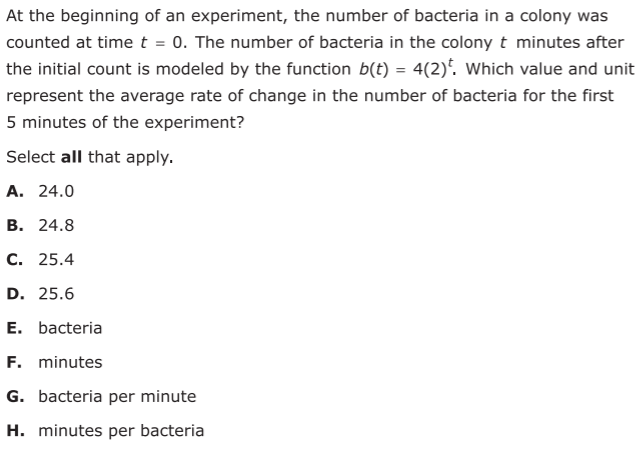 At the beginning of an experiment, the number of bacteria in a colony was
counted at time t = 0. The number of bacteria in the colony t minutes after
the initial count is modeled by the function b(t) = 4(2)^t. Which value and unit
represent the average rate of change in the number of bacteria for the first
5 minutes of the experiment?
Select all that apply.
A. 24.0
B. 24.8
C. 25.4
D. 25.6
E. bacteria
F. minutes
G. bacteria per minute
H. minutes per bacteria